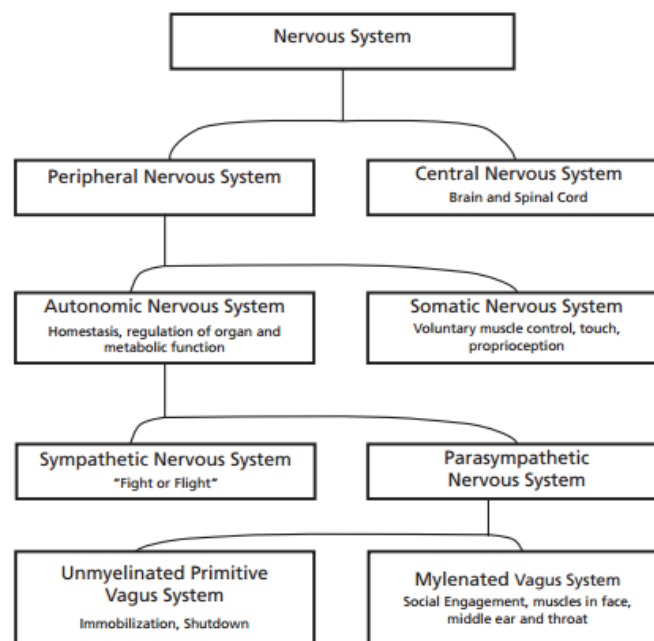 Nervous System
Peripheral Nervous System
Central Nervous System
Brain and Spinal Cord
Autonomic Nervous System
Homestasis, regulation of organ and
metabolic function
Somatic Nervous System
Voluntary muscle control, touch,
proprioception
Sympathetic Nervous System
“Fight or Flight”
Parasympathetic
Nervous System
Unmyelinated Primitive
Vagus System
Immobilization, Shutdown
Mylenated Vagus System
Social Engagement, muscles in face,
middle ear and throat